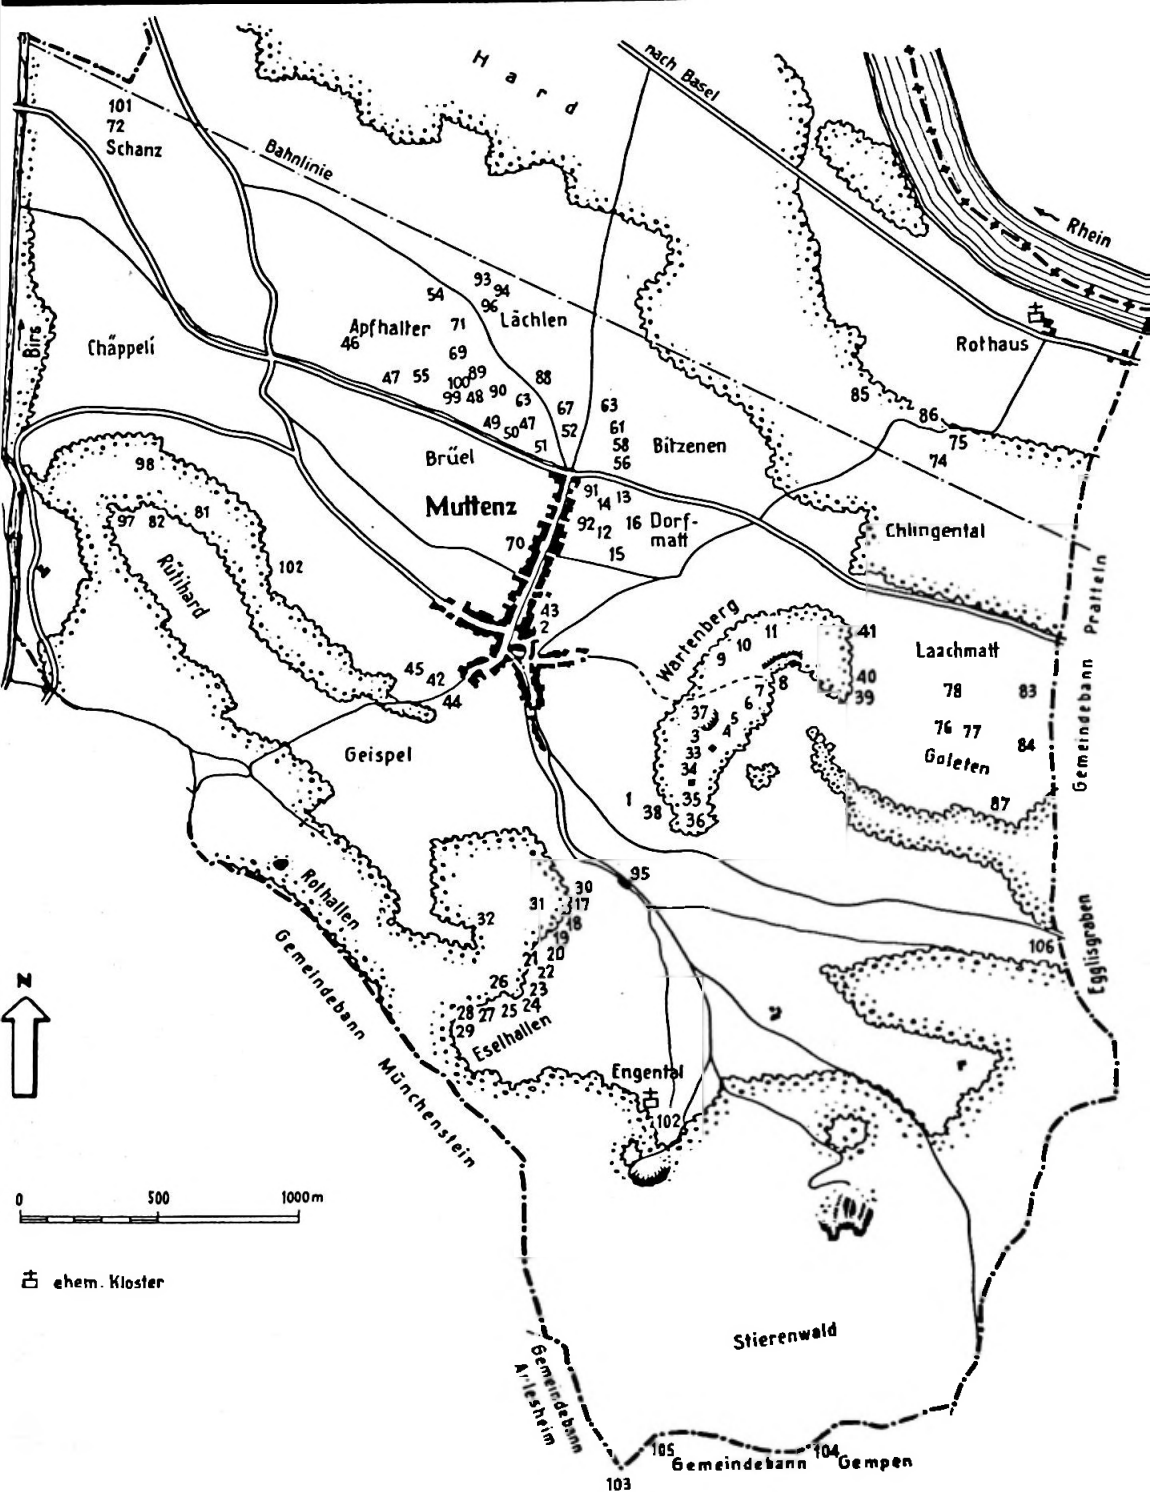 Hard
nach Basel
101
72
Schanz
Bahnlinie
Rhein
93
54
94
96
Apfhalter
71
Lächlen
46
Birs
Chäppeli
69
Rothaus
47
55
100
89
88
99
48
90
63
67
63
85
86
49
50
47
52
61
75
51
58
Bitzenen
74
Brüel
56
98
91
14
13
Muttenz
92
12
16
Dorf-
matt
Chlingental
97
82
81
70
15
Rütihard
102
43
2
Wartenberg
11
41
10
9
Laachmatt
Gemeindebann Pratteln
45
42
44
40
39
8
7
6
78
83
37
5
4
3
76
77
84
Geispel
33
34
Goleten
1
38
35
36
87
Rothallen
95
30
31
17
18
32
19
106
Egglisgraben
20
21
22
Gemeindebann Münchenstein
26
23
28
27
25
24
29
Eselhallen
N
Engental
102
0
500
1000m
ehem. Kloster
Stierenwald
Gemeindebann
Arlesheim
105
104
Gemeindebann Gempen
103